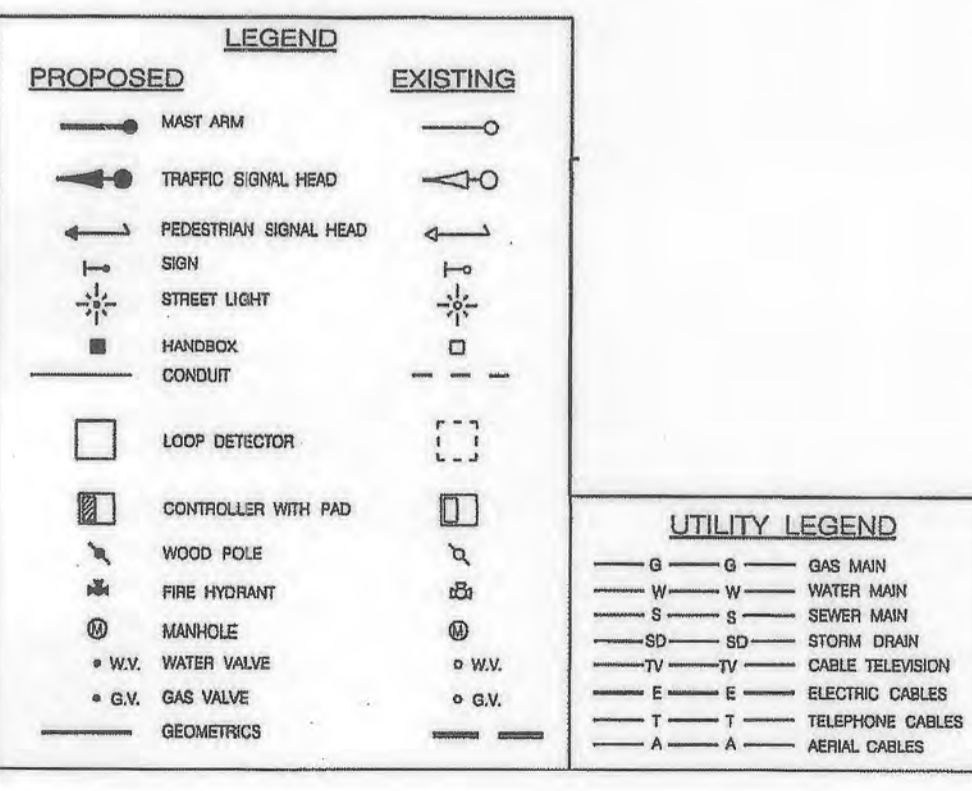 LEGEND
PROPOSED EXISTING
MAST ARM
TRAFFIC SIGNAL HEAD
PEDESTRIAN SIGNAL HEAD
SIGN
STREET LIGHT
HANDBOX
CONDUIT
LOOP DETECTOR
CONTROLLER WITH PAD
WOOD POLE
FIRE HYDRANT
M MANHOLE M
W.V. WATER VALVE W.V.
G.V. GAS VALVE G.V.
GEOMETRICS
UTILITY LEGEND
G G GAS MAIN
W W WATER MAIN
S S SEWER MAIN
SD SD STORM DRAIN
TV TV CABLE TELEVISION
E E ELECTRIC CABLES
T T TELEPHONE CABLES
A A AERIAL CABLES